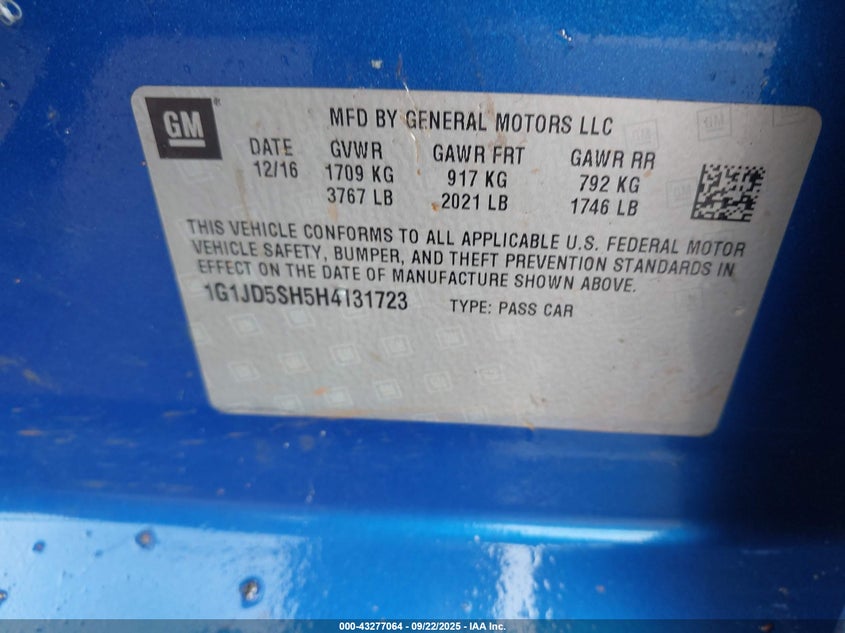 GM
MFD BY GENERAL MOTORS LLC
DATE GVWR GAWR FRT GAWR RR
12/16 1709 KG 917 KG 792 KG
3767 LB 2021 LB 1746 LB
THIS VEHICLE CONFORMS TO ALL APPLICABLE U.S. FEDERAL MOTOR
VEHICLE SAFETY, BUMPER, AND THEFT PREVENTION STANDARDS IN
EFFECT ON THE DATE OF MANUFACTURE SHOWN ABOVE.
1G1JD5SH5H4131723 TYPE: PASS CAR
000-43277064 - 09/22/2025 - IAA Inc.